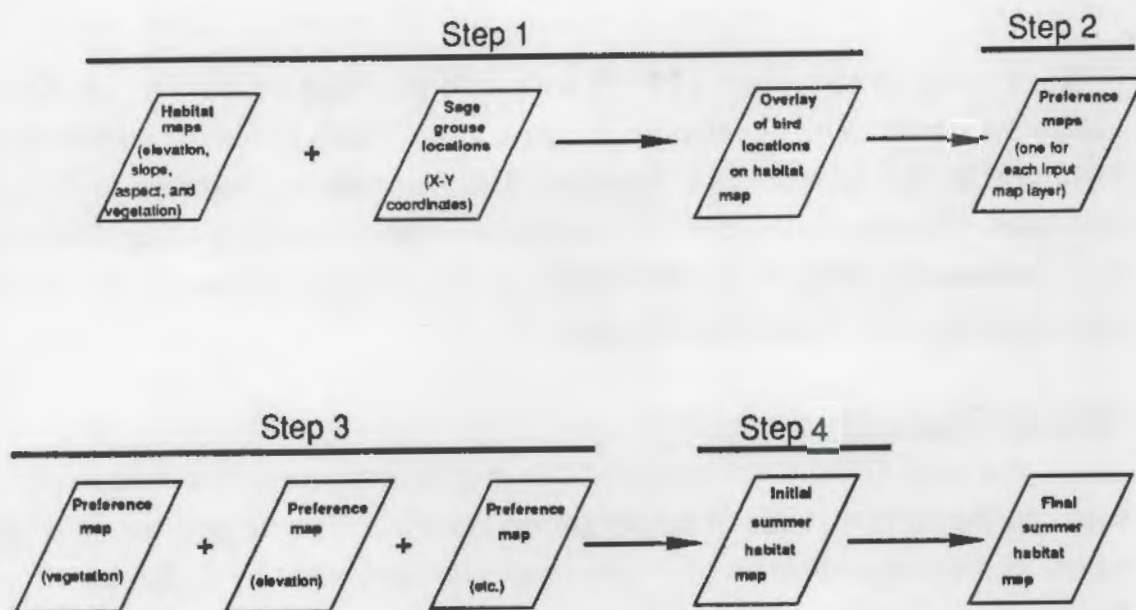 Step 1
Step 2
Habitat
maps
(elevation,
slope,
aspect, and
vegetation)
+
Sage
grouse
locations
(X-Y
coordinates)
Overlay
of bird
locations
on habitat
map
Preference
maps
(one for
each input
map layer)
Step 3
Step 4
Preference
map
(vegetation)
+
Preference
map
(elevation)
+
Preference
map
(etc.)
Initial
summer
habitat
map
Final
summer
habitat
map